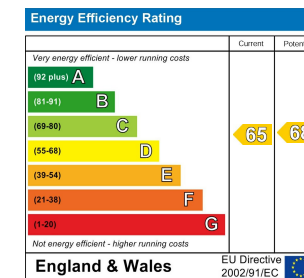 Energy Efficiency Rating
Current
Very energy efficient - lower running costs
(92 plus) A
(81-91) B
(69-80) C
(55-68) D
(39-54) E
(21-38) F
(1-20) G
65
Not energy efficient - higher running costs
England & Wales
EU Directive
2002/91/EC